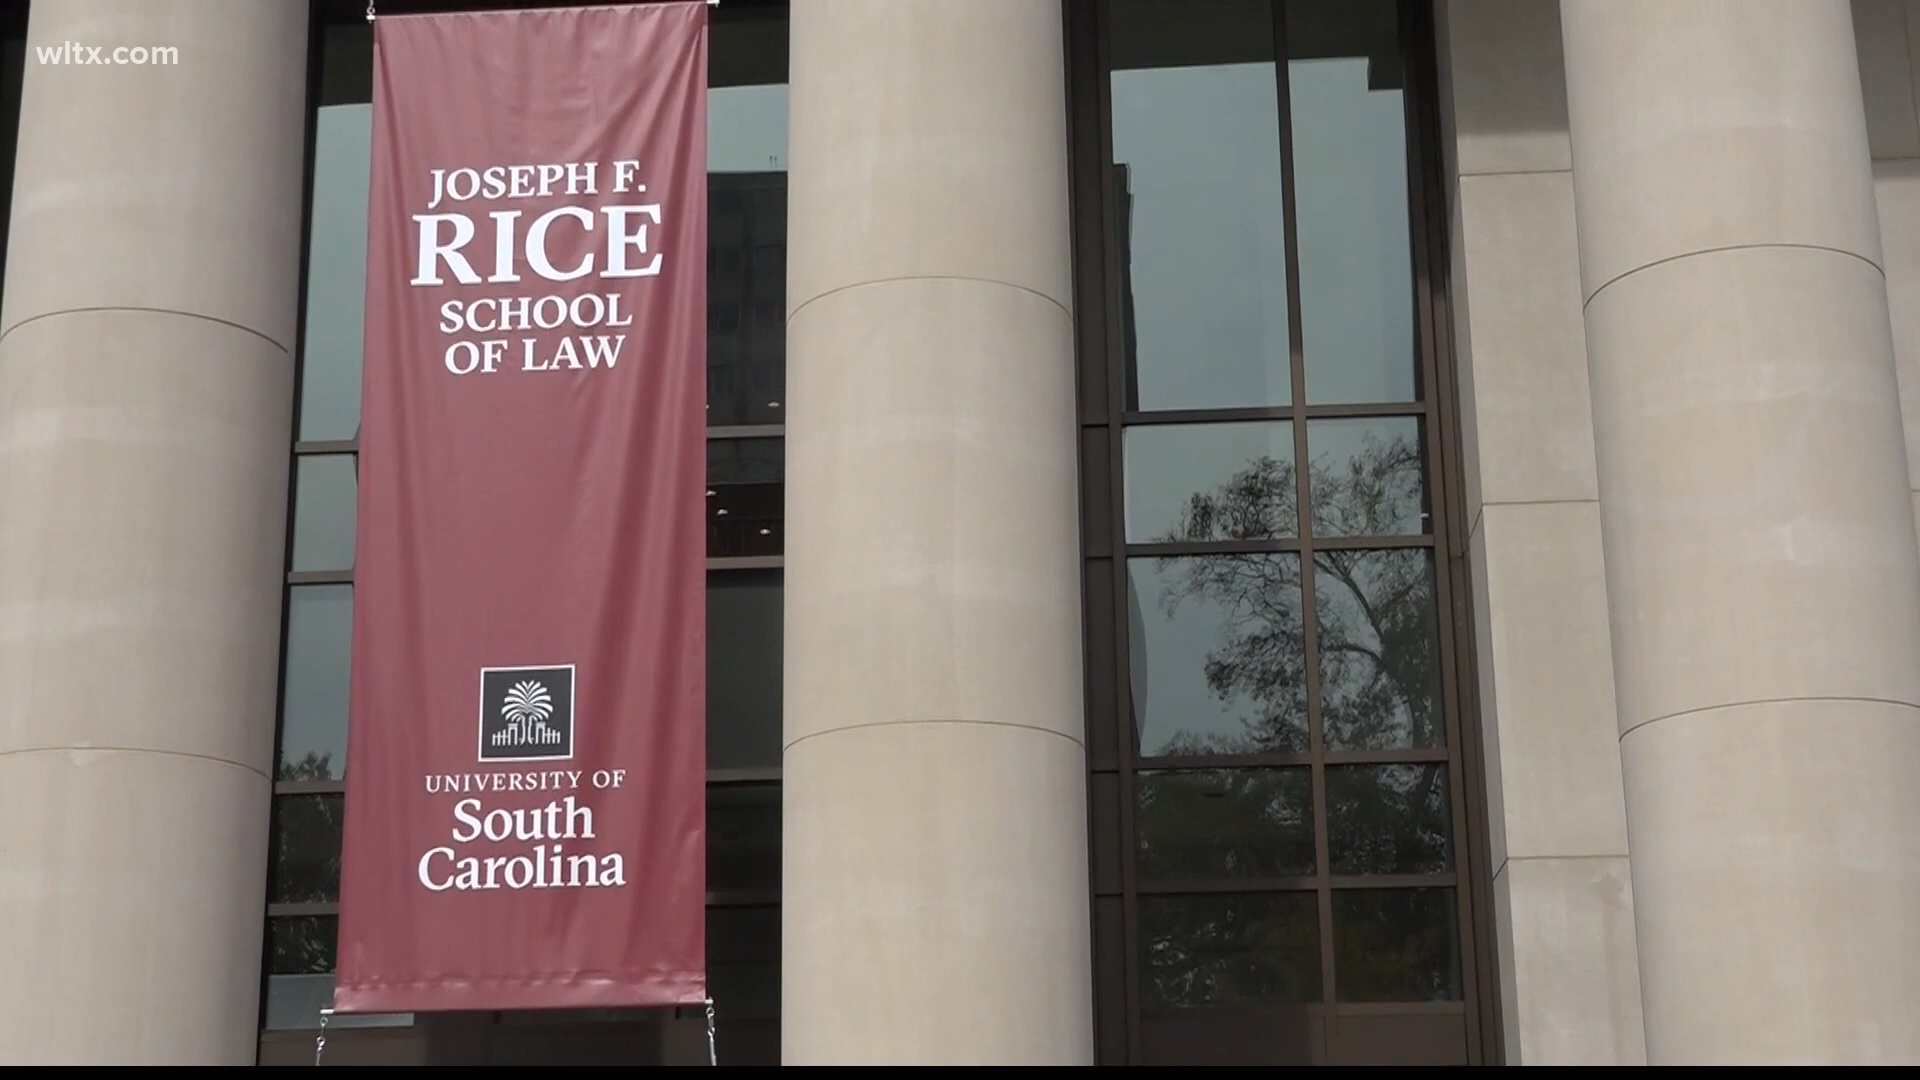 wltx.com
JOSEPH F.
RICE
SCHOOL
OF LAW
UNIVERSITY OF
South
Carolina